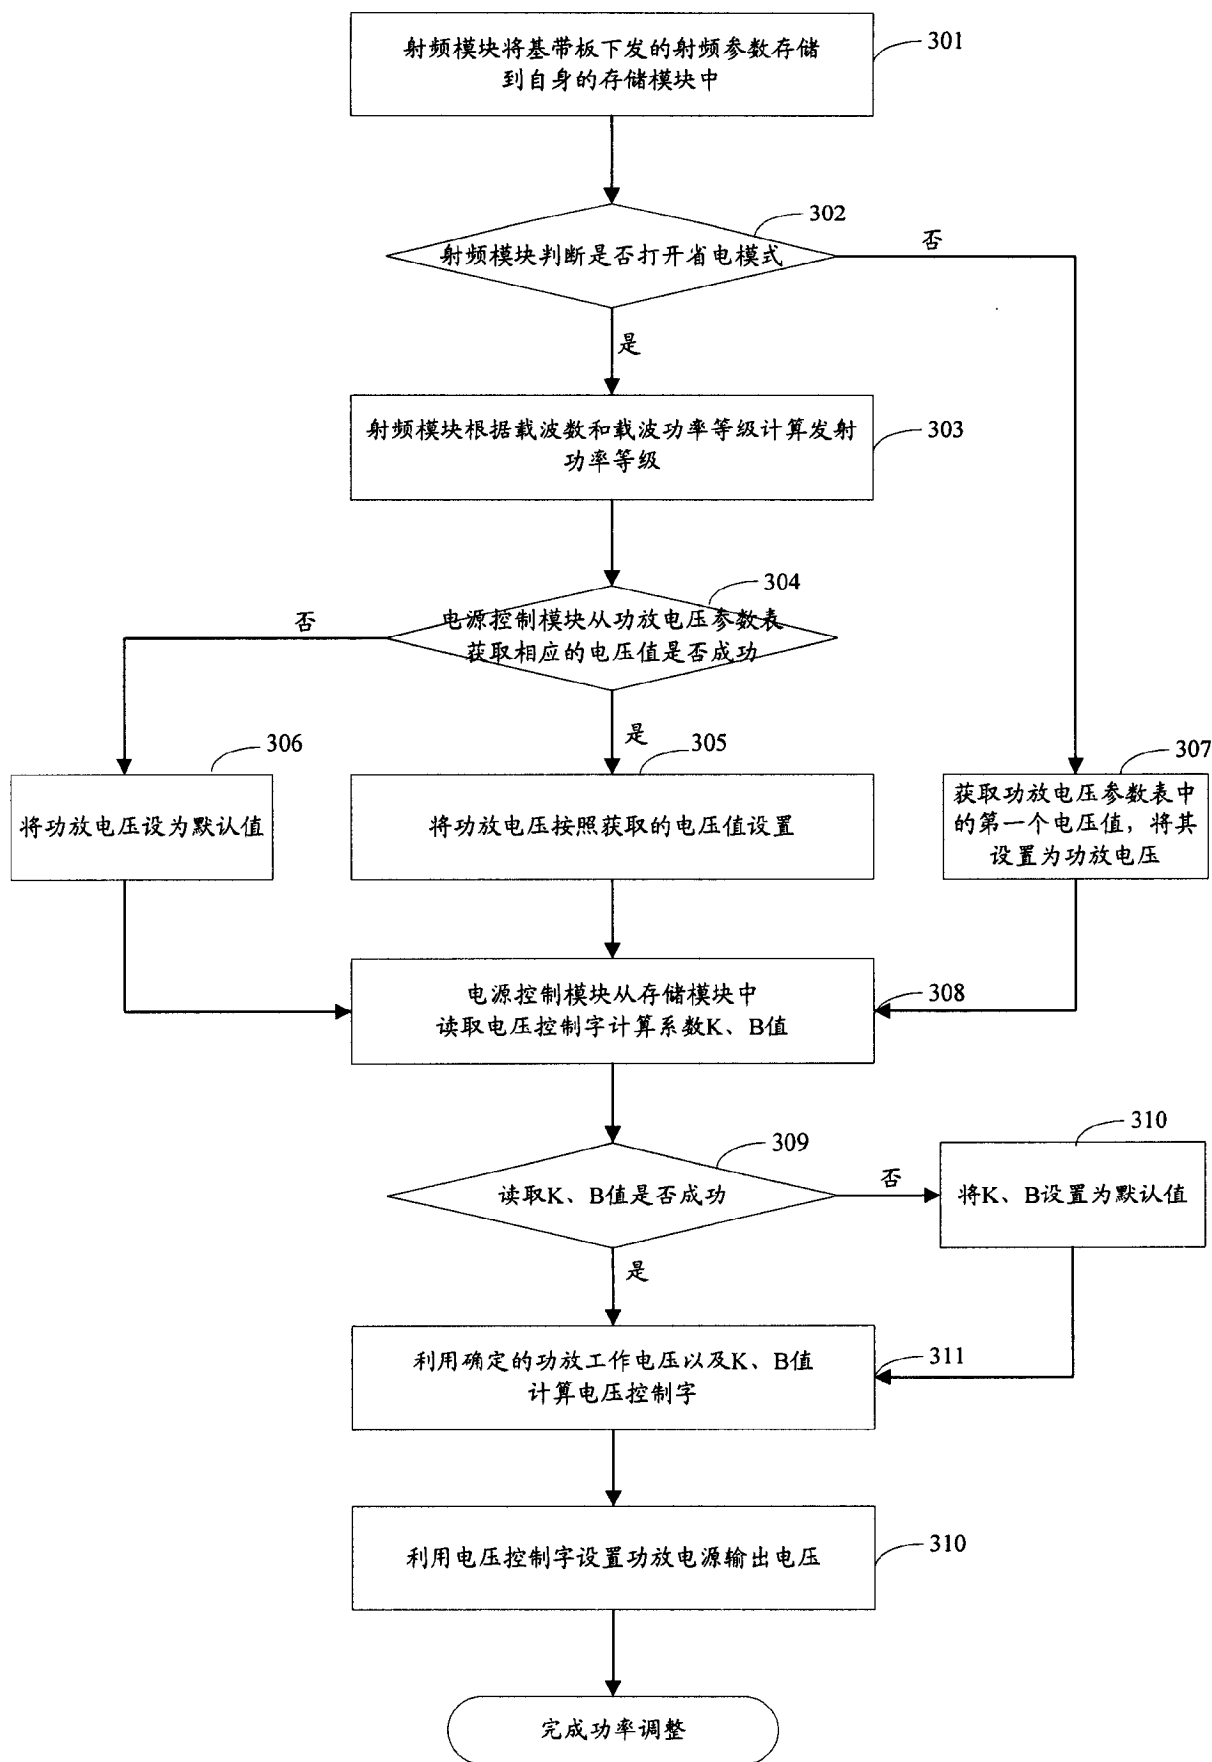 射频模块将基带板下发的射频参数存储
到自身的存储模块中
301
302
射频模块判断是否打开省电模式
否
是
射频模块根据载波数和载波功率等级计算发射
功率等级
303
304
电源控制模块从功放电压参数表
获取相应的电压值是否成功
否
是
305
306
307
将功放电压设为默认值
将功放电压按照获取的电压值设置
获取功放电压参数表中
的第一个电压值，将其
设置为功放电压
电源控制模块从存储模块中
读取电压控制字计算系数K、B值
308
309
读取K、B值是否成功
否
310
将K、B设置为默认值
是
利用确定的功放工作电压以及K、B值
计算电压控制字
311
利用电压控制字设置功放电源输出电压
310
完成功率调整